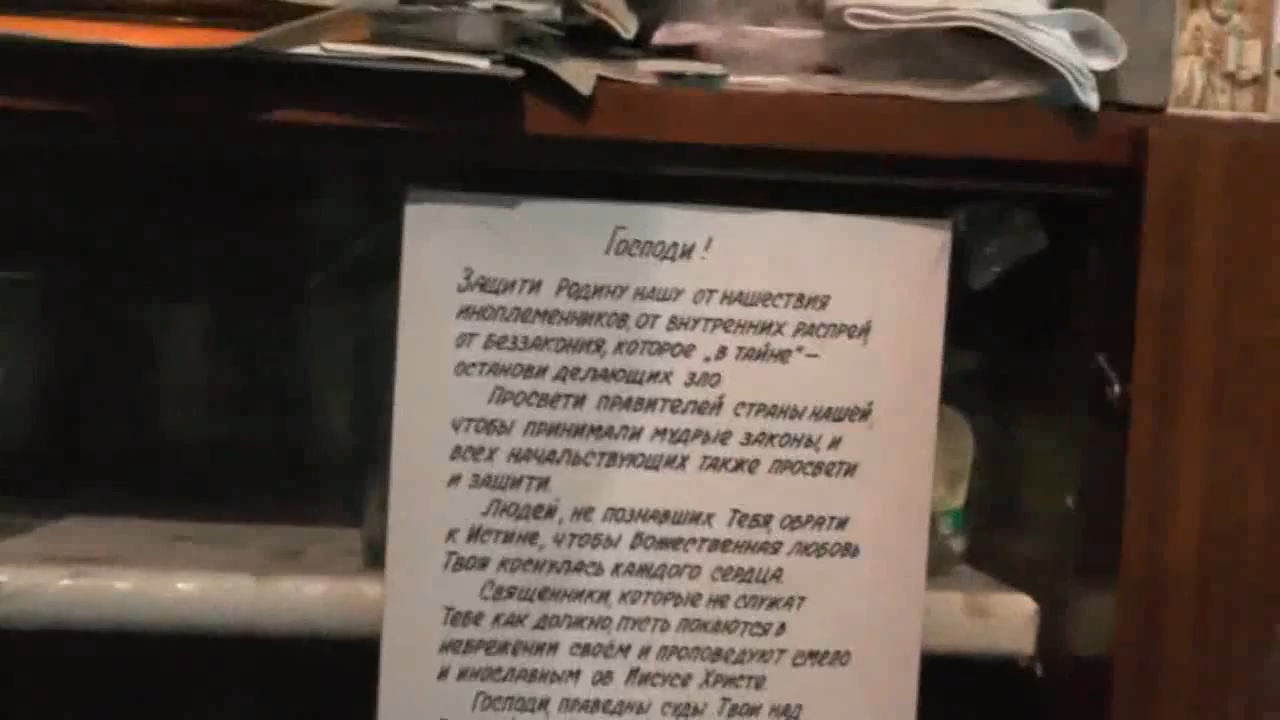 Господи!
Защити Родину нашу от нашествия
иноплеменников, от внутренних распрей,
от беззакония, которое „в тайне“ –
останови делающих зло.
Просвети правителей страны нашей,
чтобы принимали мудрые законы, и
всех начальствующих также просвети
и защити.
Людей, не познавших Тебя, обрати
к Истине, чтобы Божественная любовь
Твоя коснулась каждого сердца.
Священники, которые не служат
Тебе как должно, пусть покаются в
небрежении своём и проповедуют смело
и инославным об Иисусе Христе.
Господи, праведны суды Твои над